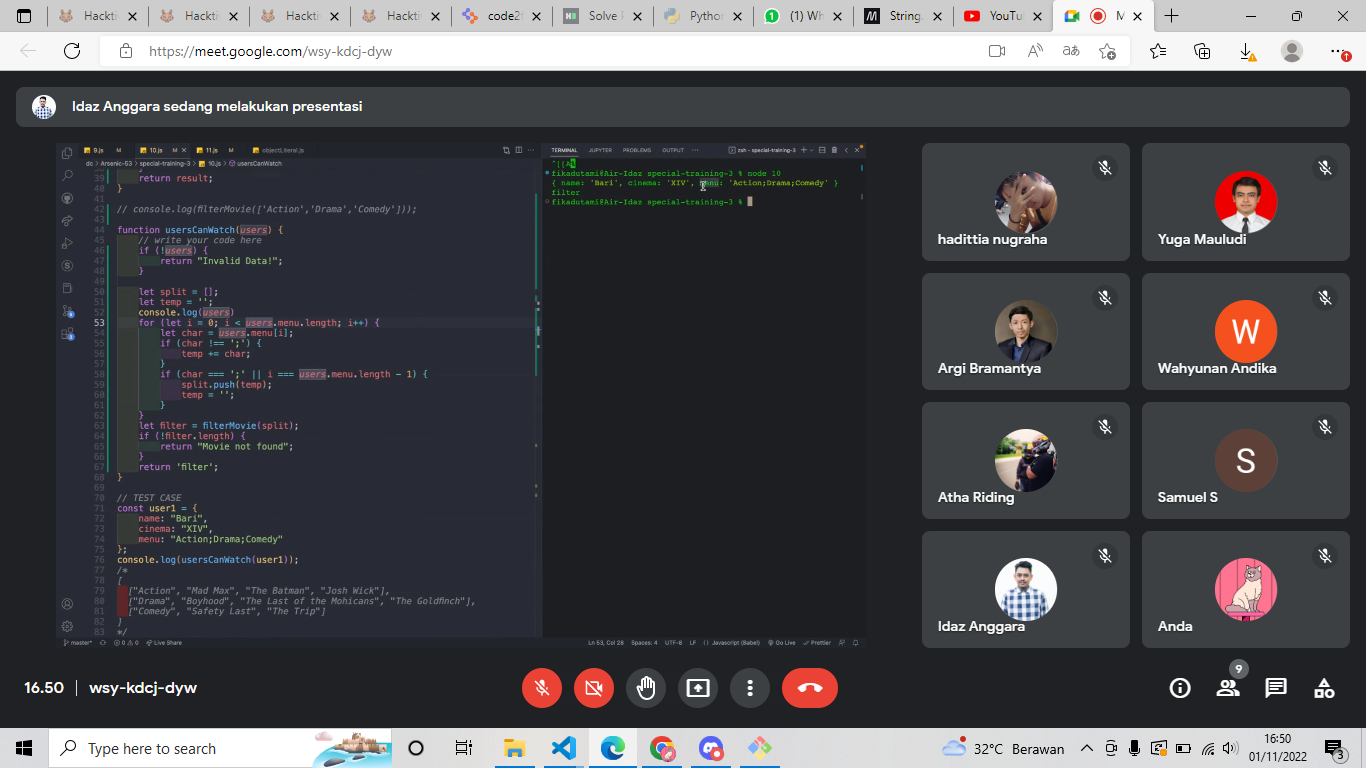 Hackti
Hackti
Hackti
Hackti
code2f
Solve
Python
(1) Wh
String.
YouTu
M
https://meet.google.com/wsy-kdcj-dyw
Idaz Anggara sedang melakukan presentasi
9.js M
10.js M
11.js M
objectLiteral.js
dc > Arsenic-53 > special-training-3 > 10.js > usersCanWatch
39 return result;
40 }
41
42 // console.log(filterMovie(['Action','Drama','Comedy']));
43
44 function usersCanWatch(users) {
45 // write your code here
46 if (!users) {
47 return "Invalid Data!";
48 }
49
50 let split = [];
51 let temp = '';
52 console.log(users)
53 for (let i = 0; i < users.menu.length; i++) {
54 let char = users.menu[i];
55 if (char !== ';') {
56 temp += char;
57 }
58 if (char === ';' || i === users.menu.length - 1) {
59 split.push(temp);
60 temp = '';
61 }
62 }
63 let filter = filterMovie(split);
64 if (!filter.length) {
65 return "Movie not found";
66 }
67 return 'filter';
68 }
69
70 // TEST CASE
71 const user1 = {
72 name: "Bari",
73 cinema: "XIV",
74 menu: "Action;Drama;Comedy"
75 };
76 console.log(usersCanWatch(user1));
77 /*
78 [
79 ["Action", "Mad Max", "The Batman", "Josh Wick"],
80 ["Drama", "Boyhood", "The Last of the Mohicans", "The Goldfinch"],
81 ["Comedy", "Safety Last", "The Trip"]
82 ]
83 */
master*
0 0
Live Share
Ln 53, Col 28
Spaces: 4
UTF-8
LF
Javascript (Babel)
Go Live
Prettier
TERMINAL
JUPYTER
PROBLEMS
OUTPUT
zsh - special-training-3
fikadutami@Air-Idaz special-training-3 % node 10
{ name: 'Bari', cinema: 'XIV', menu: 'Action;Drama;Comedy' }
filter
fikadutami@Air-Idaz special-training-3 %
hadittia nugraha
Yuga Mauludi
Argi Bramantya
W
Wahyunan Andika
Atha Riding
S
Samuel S
Idaz Anggara
Anda
16.50
wsy-kdcj-dyw
9
Type here to search
32°C Berawan
16:50
01/11/2022
3